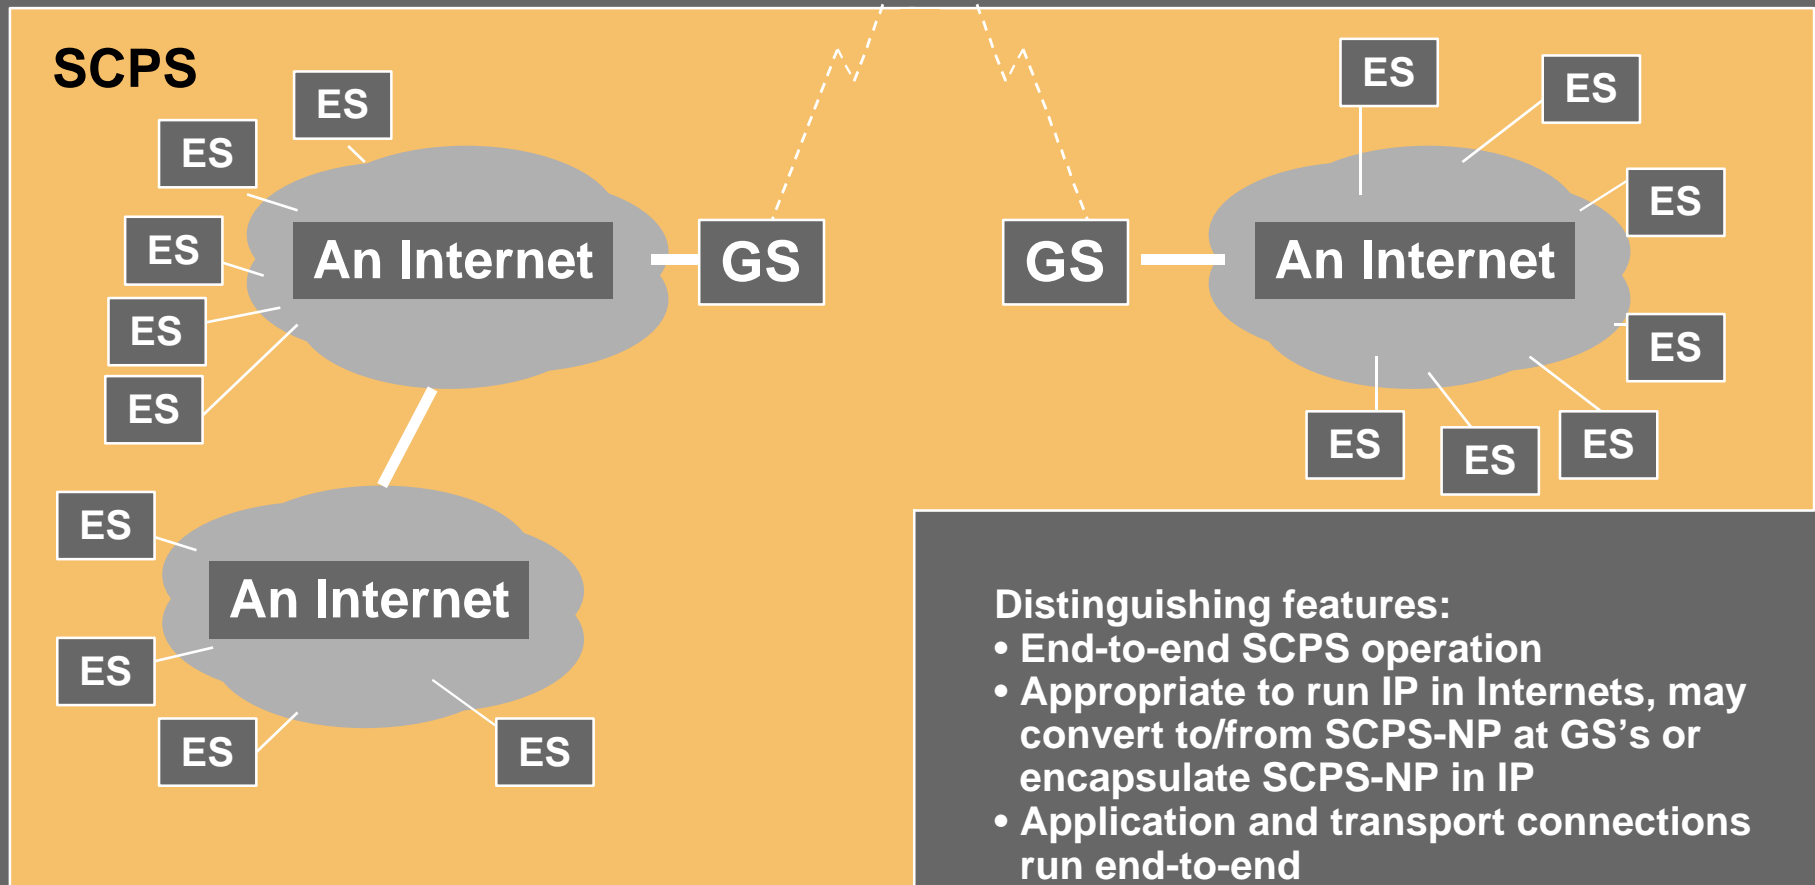 SCPS
ES
ES
ES
ES
ES
An Internet
GS
GS
An Internet
ES
ES
ES
ES
ES
ES
ES
ES
An Internet
ES
ES
ES
Distinguishing features:
• End-to-end SCPS operation
• Appropriate to run IP in Internets, may
convert to/from SCPS-NP at GS's or
encapsulate SCPS-NP in IP
• Application and transport connections
run end-to-end